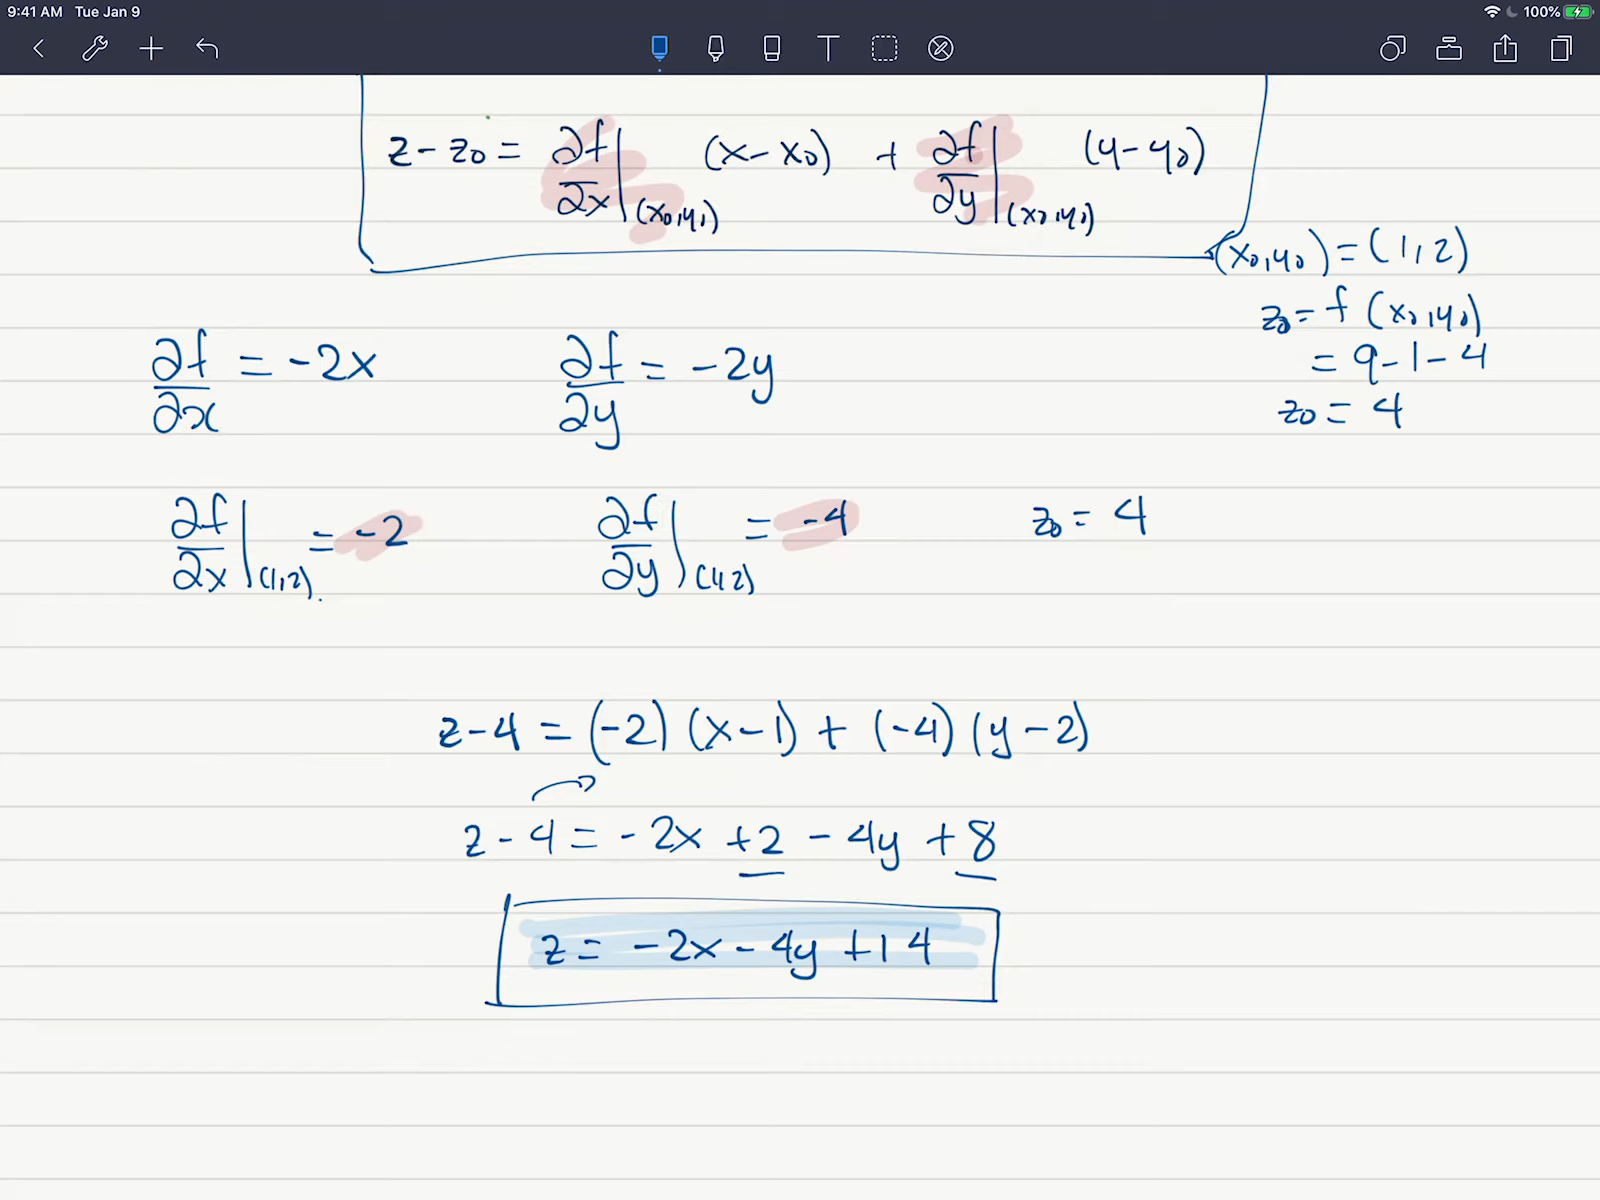 9:41 AM Tue Jan 9 100%
z - z0 = ∂f/∂x |(x0,y0) (x - x0) + ∂f/∂y |(x0,y0) (y - y0)
(x0,y0) = (1,2)
z0 = f (x0,y0)
= 9 - 1 - 4
z0 = 4
∂f/∂x = -2x ∂f/∂y = -2y
∂f/∂x |(1,2) = -2 ∂f/∂y |(1,2) = -4 z0 = 4
z - 4 = (-2) (x - 1) + (-4) (y - 2)
z - 4 = -2x + 2 - 4y + 8
z = -2x - 4y + 14